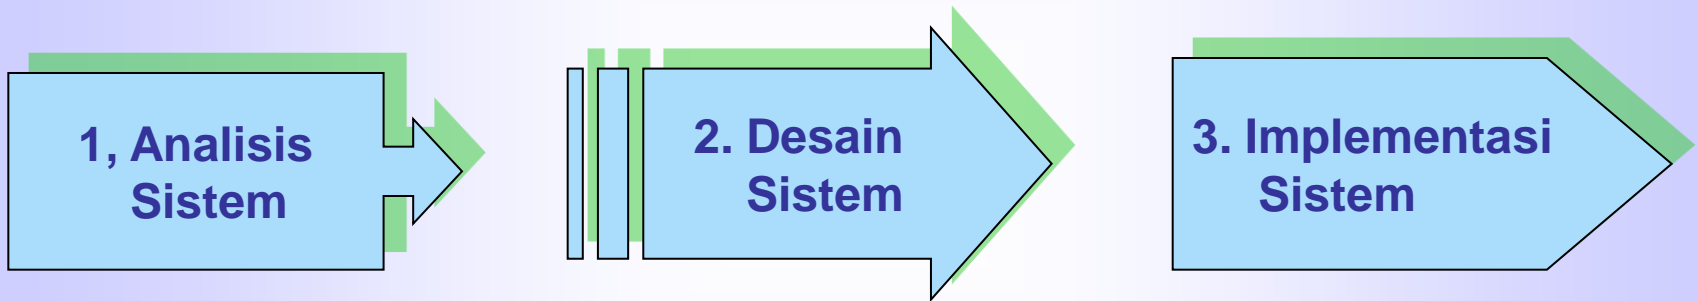 1, Analisis
Sistem
2. Desain
Sistem
3. Implementasi
Sistem